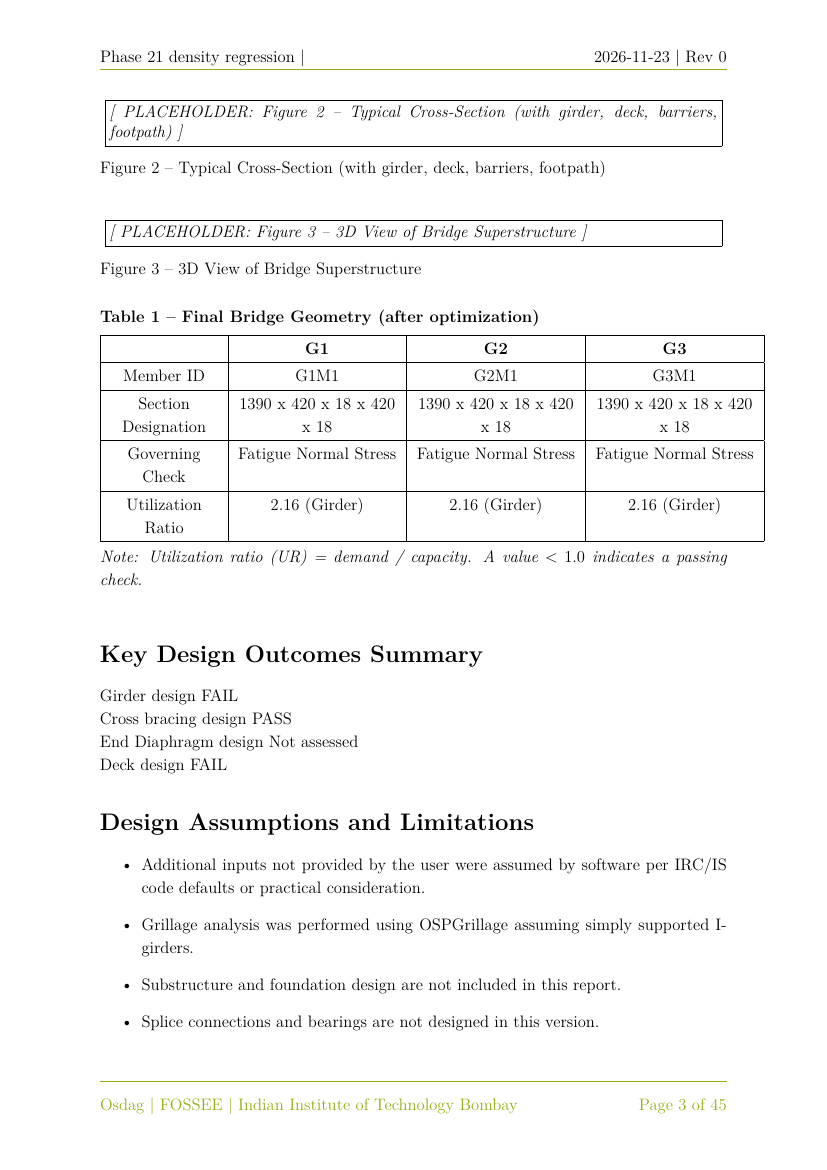 Phase 21 density regression |
2026-11-23 | Rev 0
[ PLACEHOLDER: Figure 2 – Typical Cross-Section (with girder, deck, barriers,
footpath) ]
Figure 2 – Typical Cross-Section (with girder, deck, barriers, footpath)
[ PLACEHOLDER: Figure 3 – 3D View of Bridge Superstructure ]
Figure 3 – 3D View of Bridge Superstructure
Table 1 – Final Bridge Geometry (after optimization)
G1 G2 G3
Member ID G1M1 G2M1 G3M1
Section 1390 x 420 x 18 x 420 1390 x 420 x 18 x 420 1390 x 420 x 18 x 420
Designation x 18 x 18 x 18
Governing Fatigue Normal Stress Fatigue Normal Stress Fatigue Normal Stress
Check
Utilization 2.16 (Girder) 2.16 (Girder) 2.16 (Girder)
Ratio
Note: Utilization ratio (UR) = demand / capacity. A value < 1.0 indicates a passing
check.
Key Design Outcomes Summary
Girder design FAIL
Cross bracing design PASS
End Diaphragm design Not assessed
Deck design FAIL
Design Assumptions and Limitations
• Additional inputs not provided by the user were assumed by software per IRC/IS
code defaults or practical consideration.
• Grillage analysis was performed using OSPGrillage assuming simply supported I-
girders.
• Substructure and foundation design are not included in this report.
• Splice connections and bearings are not designed in this version.
Osdag | FOSSEE | Indian Institute of Technology Bombay
Page 3 of 45